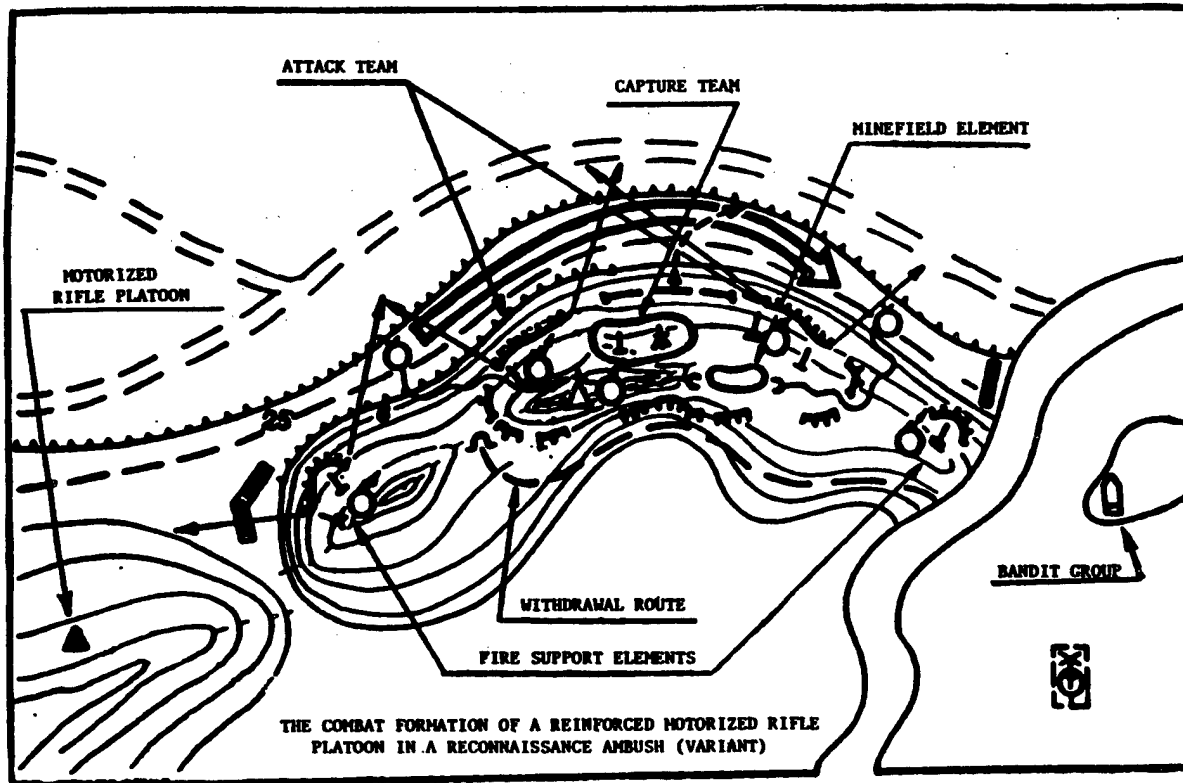 ATTACK TEAM
CAPTURE TEAM
MINEFIELD ELEMENT
MOTORIZED
RIFLE PLATOON
25
BANDIT GROUP
WITHDRAWAL ROUTE
FIRE SUPPORT ELEMENTS
THE COMBAT FORMATION OF A REINFORCED MOTORIZED RIFLE
PLATOON IN A RECONNAISSANCE AMBUSH (VARIANT)